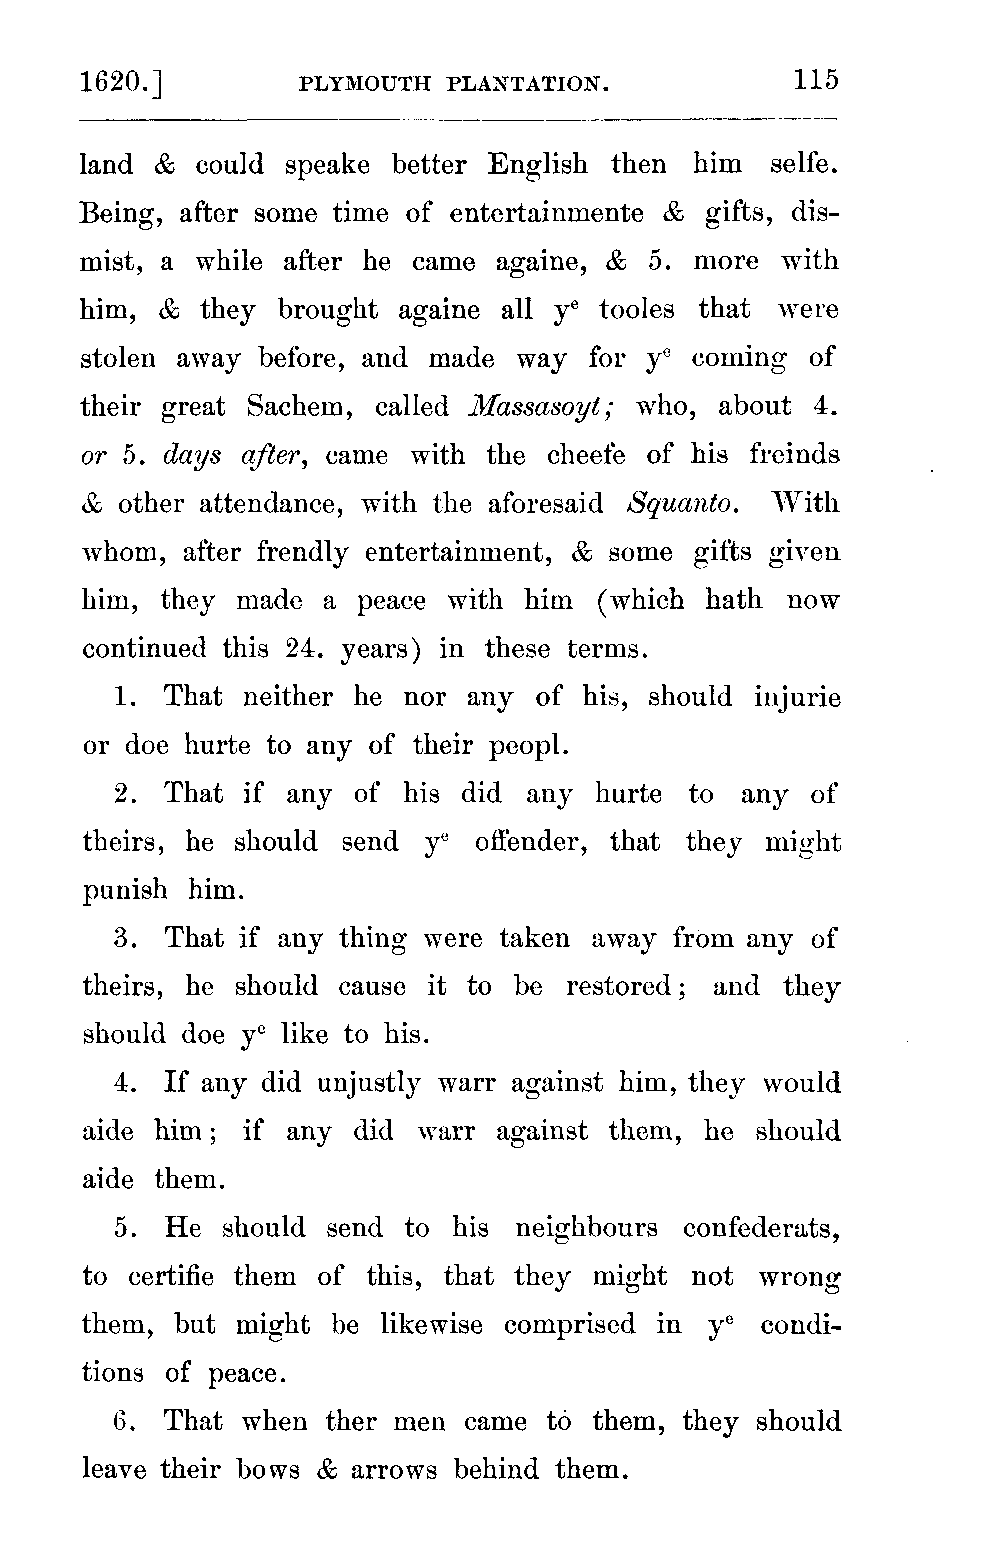 1620.] PLYMOUTH PLANTATION. 115
land & could speake better English then him selfe.
Being, after some time of entertainmente & gifts, dis-
mist, a while after he came againe, & 5. more with
him, & they brought againe all yᵉ tooles that were
stolen away before, and made way for yᵉ coming of
their great Sachem, called Massasoyt; who, about 4.
or 5. days after, came with the cheefe of his freinds
& other attendance, with the aforesaid Squanto. With
whom, after frendly entertainment, & some gifts given
him, they made a peace with him (which hath now
continued this 24. years) in these terms.
1. That neither he nor any of his, should injurie
or doe hurte to any of their peopl.
2. That if any of his did any hurte to any of
theirs, he should send yᵉ offender, that they might
punish him.
3. That if any thing were taken away from any of
theirs, he should cause it to be restored; and they
should doe yᵉ like to his.
4. If any did unjustly warr against him, they would
aide him; if any did warr against them, he should
aide them.
5. He should send to his neighbours confederats,
to certifie them of this, that they might not wrong
them, but might be likewise comprised in yᵉ condi-
tions of peace.
6. That when ther men came to them, they should
leave their bows & arrows behind them.